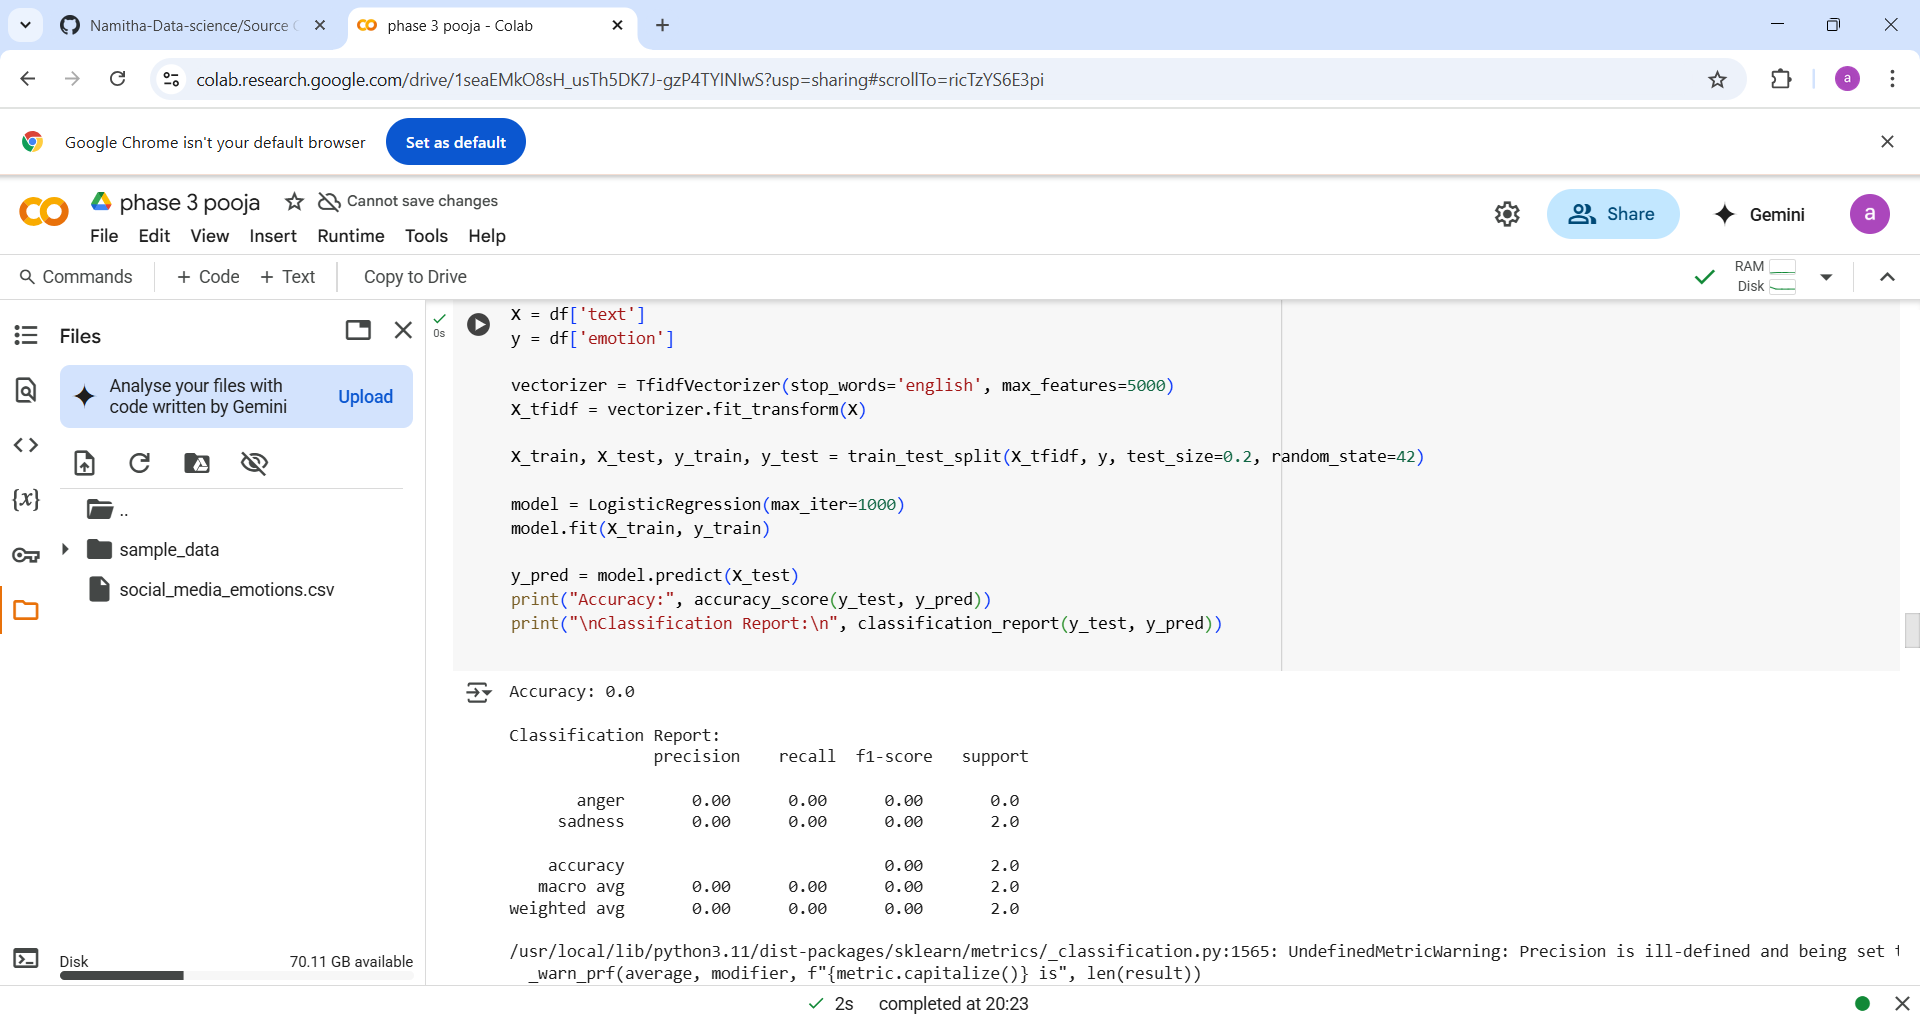 Namitha-Data-science/Source
phase 3 pooja - Colab
colab.research.google.com/drive/1seaEMkO8sH_usTh5DK7J-gzP4TYINIwS?usp=sharing#scrollTo=ricTzYS6E3pi
a
Google Chrome isn't your default browser
Set as default
phase 3 pooja
Cannot save changes
File Edit View Insert Runtime Tools Help
Share
Gemini
a
Commands + Code + Text Copy to Drive
RAM
Disk
Files
Analyse your files with
code written by Gemini
Upload
{x}
..
sample_data
social_media_emotions.csv
Disk 70.11 GB available
0s
X = df['text']
y = df['emotion']
vectorizer = TfidfVectorizer(stop_words='english', max_features=5000)
X_tfidf = vectorizer.fit_transform(X)
X_train, X_test, y_train, y_test = train_test_split(X_tfidf, y, test_size=0.2, random_state=42)
model = LogisticRegression(max_iter=1000)
model.fit(X_train, y_train)
y_pred = model.predict(X_test)
print("Accuracy:", accuracy_score(y_test, y_pred))
print("\nClassification Report:\n", classification_report(y_test, y_pred))
Accuracy: 0.0
Classification Report:
precision recall f1-score support
anger 0.00 0.00 0.00 0.0
sadness 0.00 0.00 0.00 2.0
accuracy 0.00 2.0
macro avg 0.00 0.00 0.00 2.0
weighted avg 0.00 0.00 0.00 2.0
/usr/local/lib/python3.11/dist-packages/sklearn/metrics/_classification.py:1565: UndefinedMetricWarning: Precision is ill-defined and being set
_warn_prf(average, modifier, f"{metric.capitalize()} is", len(result))
2s completed at 20:23